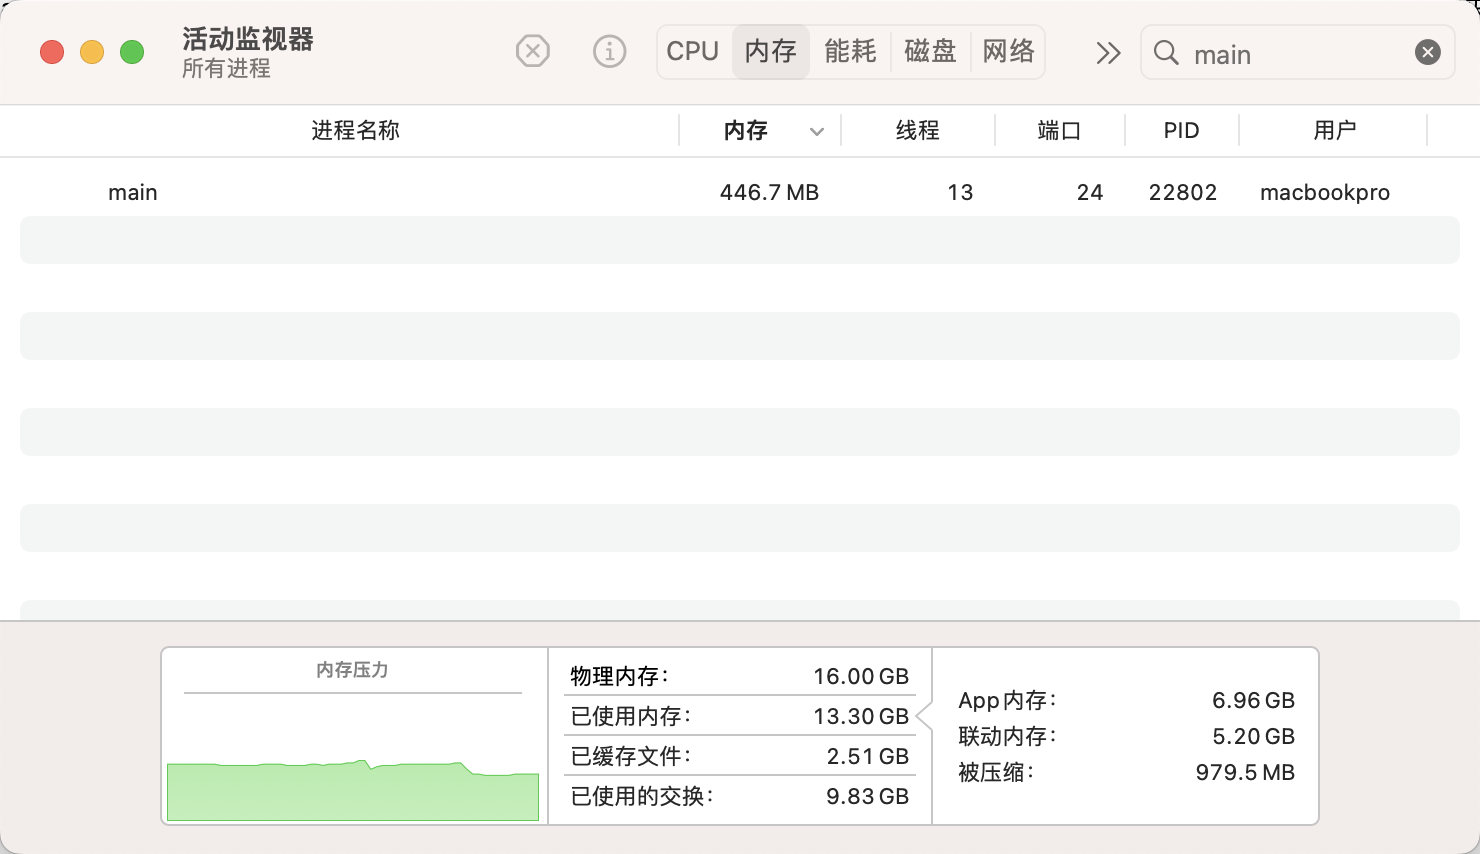 活动监视器
所有进程
CPU 内存 能耗 磁盘 网络 main
进程名称 内存 线程 端口 PID 用户
main 446.7 MB 13 24 22802 macbookpro
内存压力
物理内存： 16.00 GB
已使用内存： 13.30 GB
已缓存文件： 2.51 GB
已使用的交换： 9.83 GB
App 内存： 6.96 GB
联动内存： 5.20 GB
被压缩： 979.5 MB